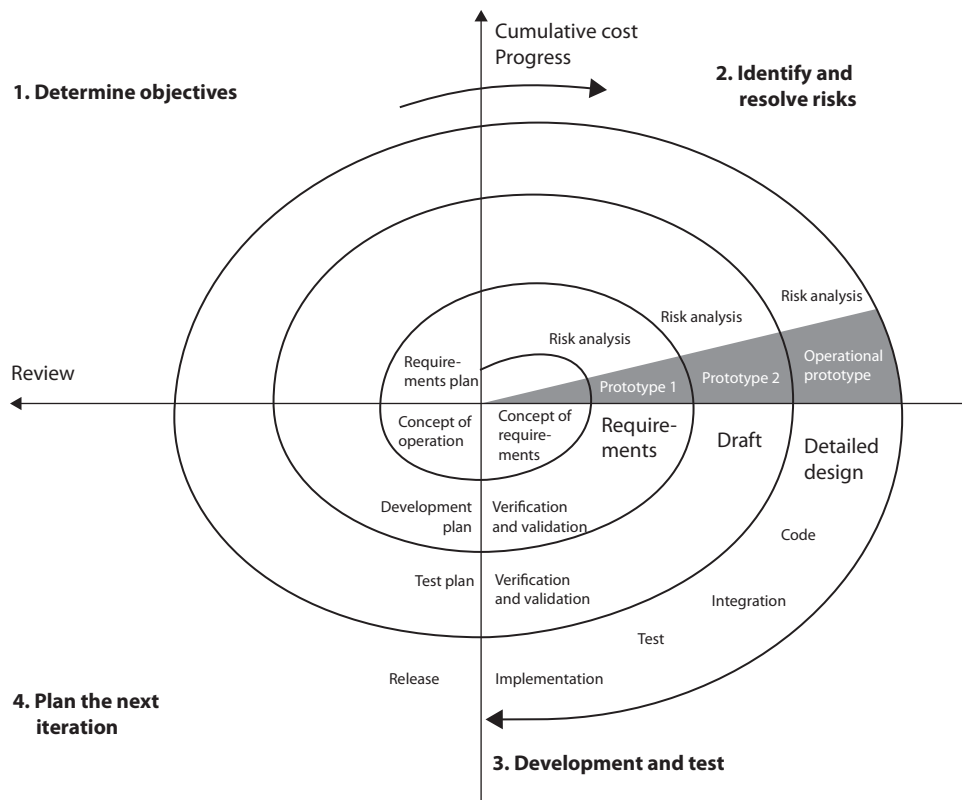 Cumulative cost
Progress
1. Determine objectives
2. Identify and
resolve risks
Risk analysis
Risk analysis
Risk analysis
Require-
ments plan
Operational
prototype
Prototype 2
Prototype 1
Review
Concept of
operation
Concept of
require-
ments
Require-
ments
Draft
Detailed
design
Development
plan
Verification
and validation
Code
Test plan
Verification
and validation
Integration
Test
Release
Implementation
4. Plan the next
iteration
3. Development and test